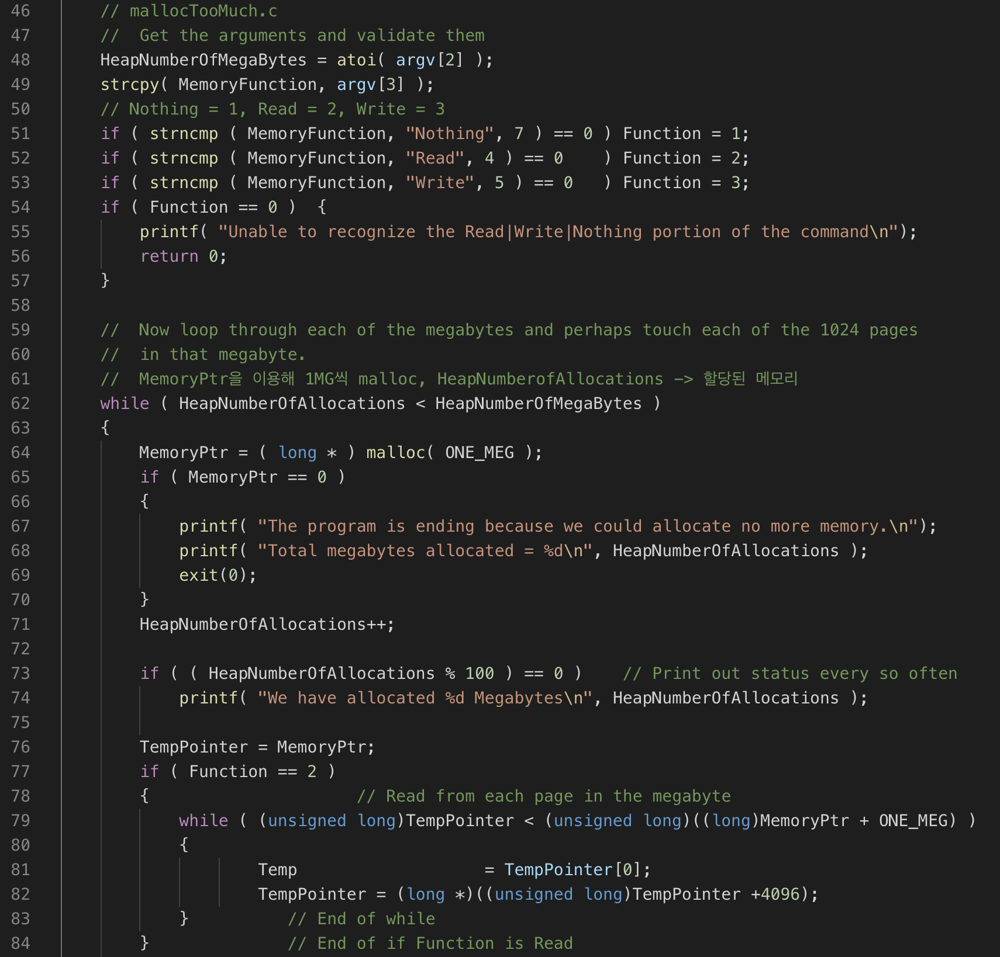 46 // mallocTooMuch.c
47 //  Get the arguments and validate them
48 HeapNumberOfMegaBytes = atoi( argv[2] );
49 strcpy( MemoryFunction, argv[3] );
50 // Nothing = 1, Read = 2, Write = 3
51 if ( strncmp ( MemoryFunction, "Nothing", 7 ) == 0 ) Function = 1;
52 if ( strncmp ( MemoryFunction, "Read", 4 ) == 0    ) Function = 2;
53 if ( strncmp ( MemoryFunction, "Write", 5 ) == 0   ) Function = 3;
54 if ( Function == 0 )  {
55     printf( "Unable to recognize the Read|Write|Nothing portion of the command\n");
56     return 0;
57 }
58
59 //  Now loop through each of the megabytes and perhaps touch each of the 1024 pages
60 //  in that megabyte.
61 //  MemoryPtr을 이용해 1MG씩 malloc, HeapNumberofAllocations -> 할당된 메모리
62 while ( HeapNumberOfAllocations < HeapNumberOfMegaBytes )
63 {
64     MemoryPtr = ( long * ) malloc( ONE_MEG );
65     if ( MemoryPtr == 0 )
66     {
67         printf( "The program is ending because we could allocate no more memory.\n");
68         printf( "Total megabytes allocated = %d\n", HeapNumberOfAllocations );
69         exit(0);
70     }
71     HeapNumberOfAllocations++;
72
73     if ( ( HeapNumberOfAllocations % 100 ) == 0 )    // Print out status every so often
74         printf( "We have allocated %d Megabytes\n", HeapNumberOfAllocations );
75
76     TempPointer = MemoryPtr;
77     if ( Function == 2 )
78     {                     // Read from each page in the megabyte
79         while ( (unsigned long)TempPointer < (unsigned long)((long)MemoryPtr + ONE_MEG) )
80         {
81                 Temp                   = TempPointer[0];
82                 TempPointer = (long *)((unsigned long)TempPointer +4096);
83         }          // End of while
84     }              // End of if Function is Read